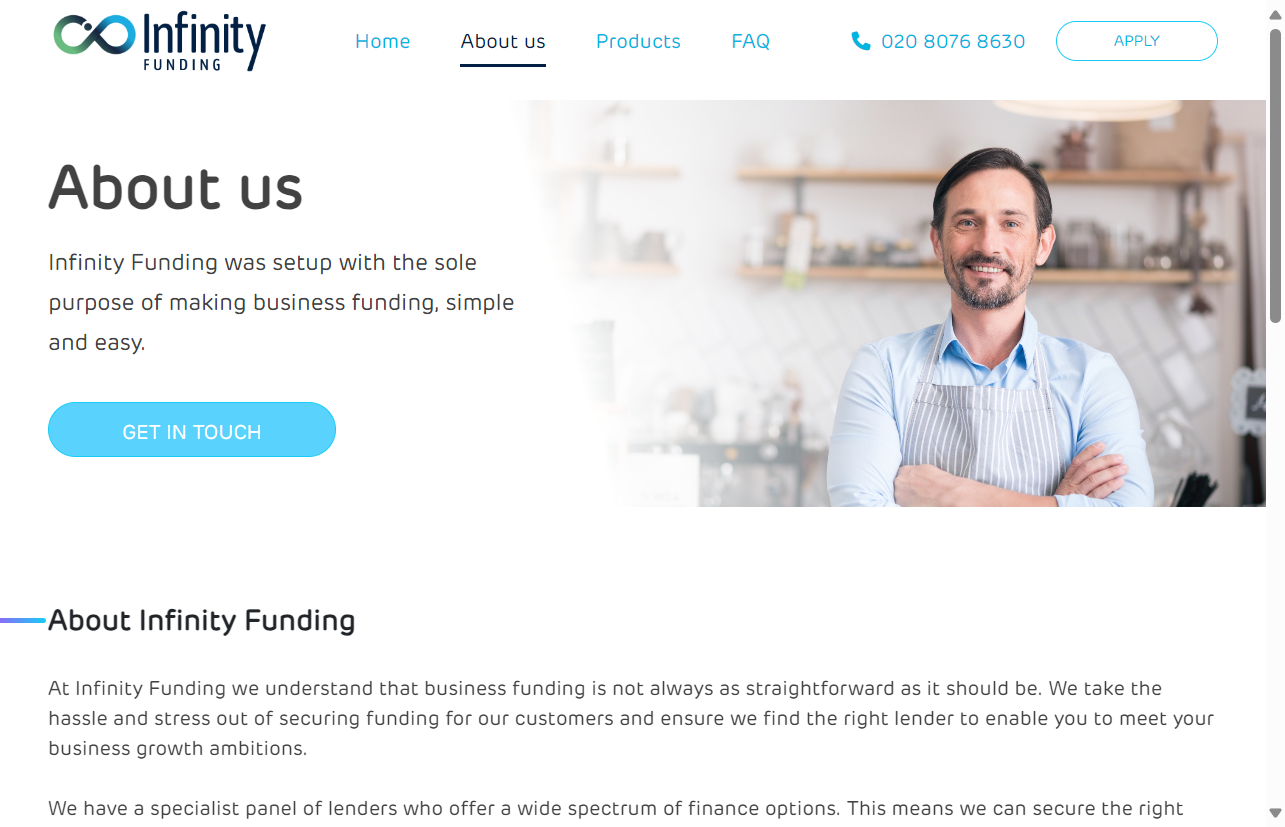 Infinity
FUNDING
Home
About us
Products
FAQ
020 8076 8630
APPLY
About us
Infinity Funding was setup with the sole
purpose of making business funding, simple
and easy.
GET IN TOUCH
About Infinity Funding
At Infinity Funding we understand that business funding is not always as straightforward as it should be. We take the
hassle and stress out of securing funding for our customers and ensure we find the right lender to enable you to meet your
business growth ambitions.
We have a specialist panel of lenders who offer a wide spectrum of finance options. This means we can secure the right